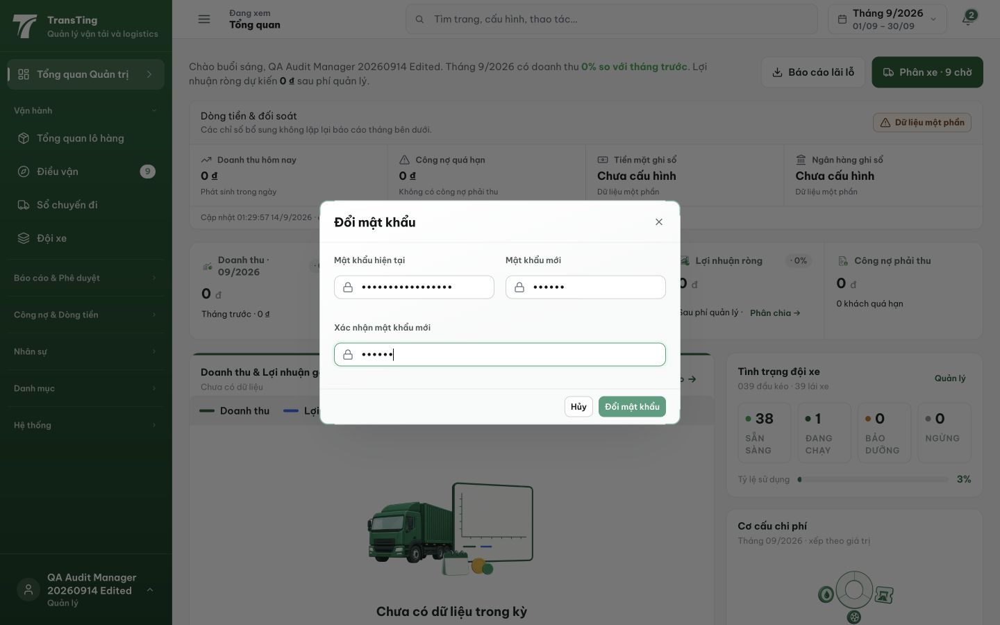 TransTing
Quản lý vận tải và logistics
Đang xem
Tổng quan
Tìm trang, cấu hình, thao tác...
Tháng 9/2026
01/09 – 30/09
2
Tổng quan Quản trị
Vận hành
Tổng quan lô hàng
Điều vận
9
Sổ chuyến đi
Đội xe
Báo cáo & Phê duyệt
Công nợ & Dòng tiền
Nhân sự
Danh mục
Hệ thống
QA Audit Manager
20260914 Edited
Quản lý
Chào buổi sáng, QA Audit Manager 20260914 Edited. Tháng 9/2026 có doanh thu 0% so với tháng trước. Lợi
nhuận ròng dự kiến 0 đ sau phí quản lý.
Báo cáo lãi lỗ
Phân xe · 9 chờ
Dòng tiền & đối soát
Các chỉ số bổ sung không lặp lại báo cáo tháng bên dưới.
Dữ liệu một phần
Doanh thu hôm nay
0 đ
Phát sinh trong ngày
Công nợ quá hạn
0 đ
Không có công nợ phải thu
Tiền mặt ghi sổ
Chưa cấu hình
Dữ liệu một phần
Ngân hàng ghi sổ
Chưa cấu hình
Dữ liệu một phần
Cập nhật 01:29:57 14/9/2026 ·
Doanh thu ·
09/2026
0 đ
Tháng trước · 0 đ
Lợi nhuận ròng
· 0%
0 đ
Sau phí quản lý ·
Phân chia →
Công nợ phải thu
0 đ
0 khách quá hạn
Đổi mật khẩu
Mật khẩu hiện tại
•••••••••••••••••
Mật khẩu mới
••••••
Xác nhận mật khẩu mới
••••••
Hủy
Đổi mật khẩu
Doanh thu & Lợi nhuận
Chưa có dữ liệu
→
Doanh thu
Lợi
Chưa có dữ liệu trong kỳ
Tình trạng đội xe
039 đầu kéo · 39 lái xe
Quản lý
38
SẴN
SÀNG
1
ĐANG
CHẠY
0
BẢO
DƯỠNG
0
NGỪNG
Tỷ lệ sử dụng
3%
Cơ cấu chi phí
Tháng 09/2026 · xếp theo giá trị